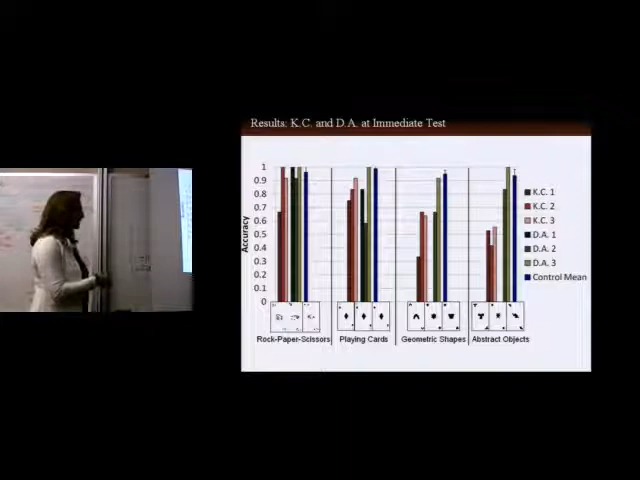 Results: K.C. and D.A. at Immediate Test
Accuracy
1
0.9
0.8
0.7
0.6
0.5
0.4
0.3
0.2
0.1
0
Rock-Paper-Scissors
Playing Cards
Geometric Shapes
Abstract Objects
K.C. 1
K.C. 2
K.C. 3
D.A. 1
D.A. 2
D.A. 3
Control Mean